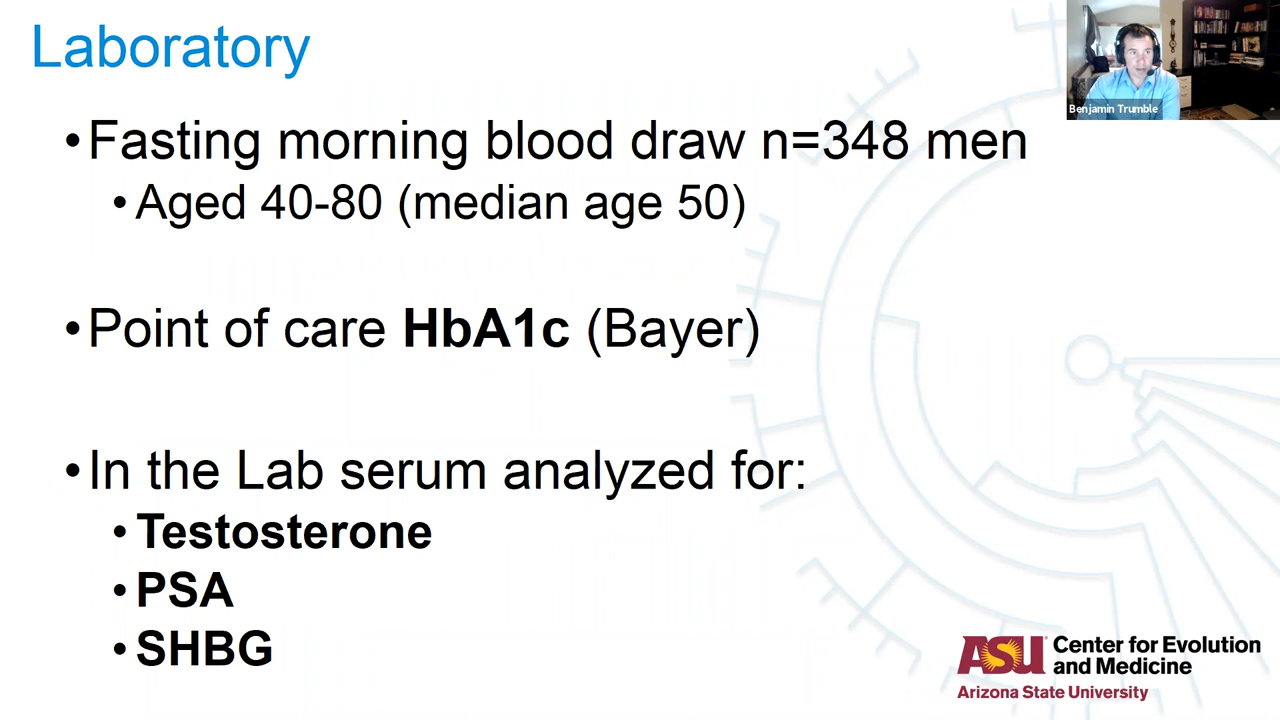 Laboratory
Benjamin Trumble
•Fasting morning blood draw n=348 men
•Aged 40-80 (median age 50)
•Point of care HbA1c (Bayer)
•In the Lab serum analyzed for:
•Testosterone
•PSA
•SHBG
ASU Center for Evolution
and Medicine
Arizona State University